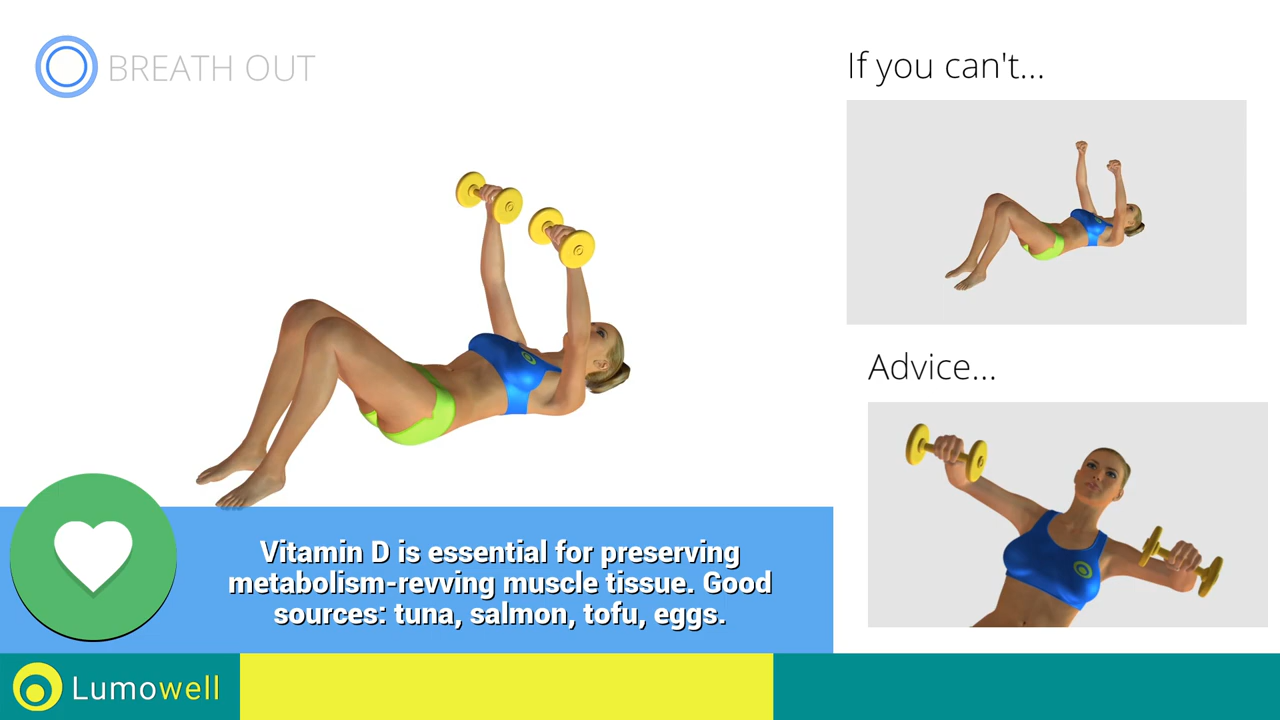 BREATH OUT
If you can't...
Advice...
Vitamin D is essential for preserving
metabolism-revving muscle tissue. Good
sources: tuna, salmon, tofu, eggs.
Lumowell